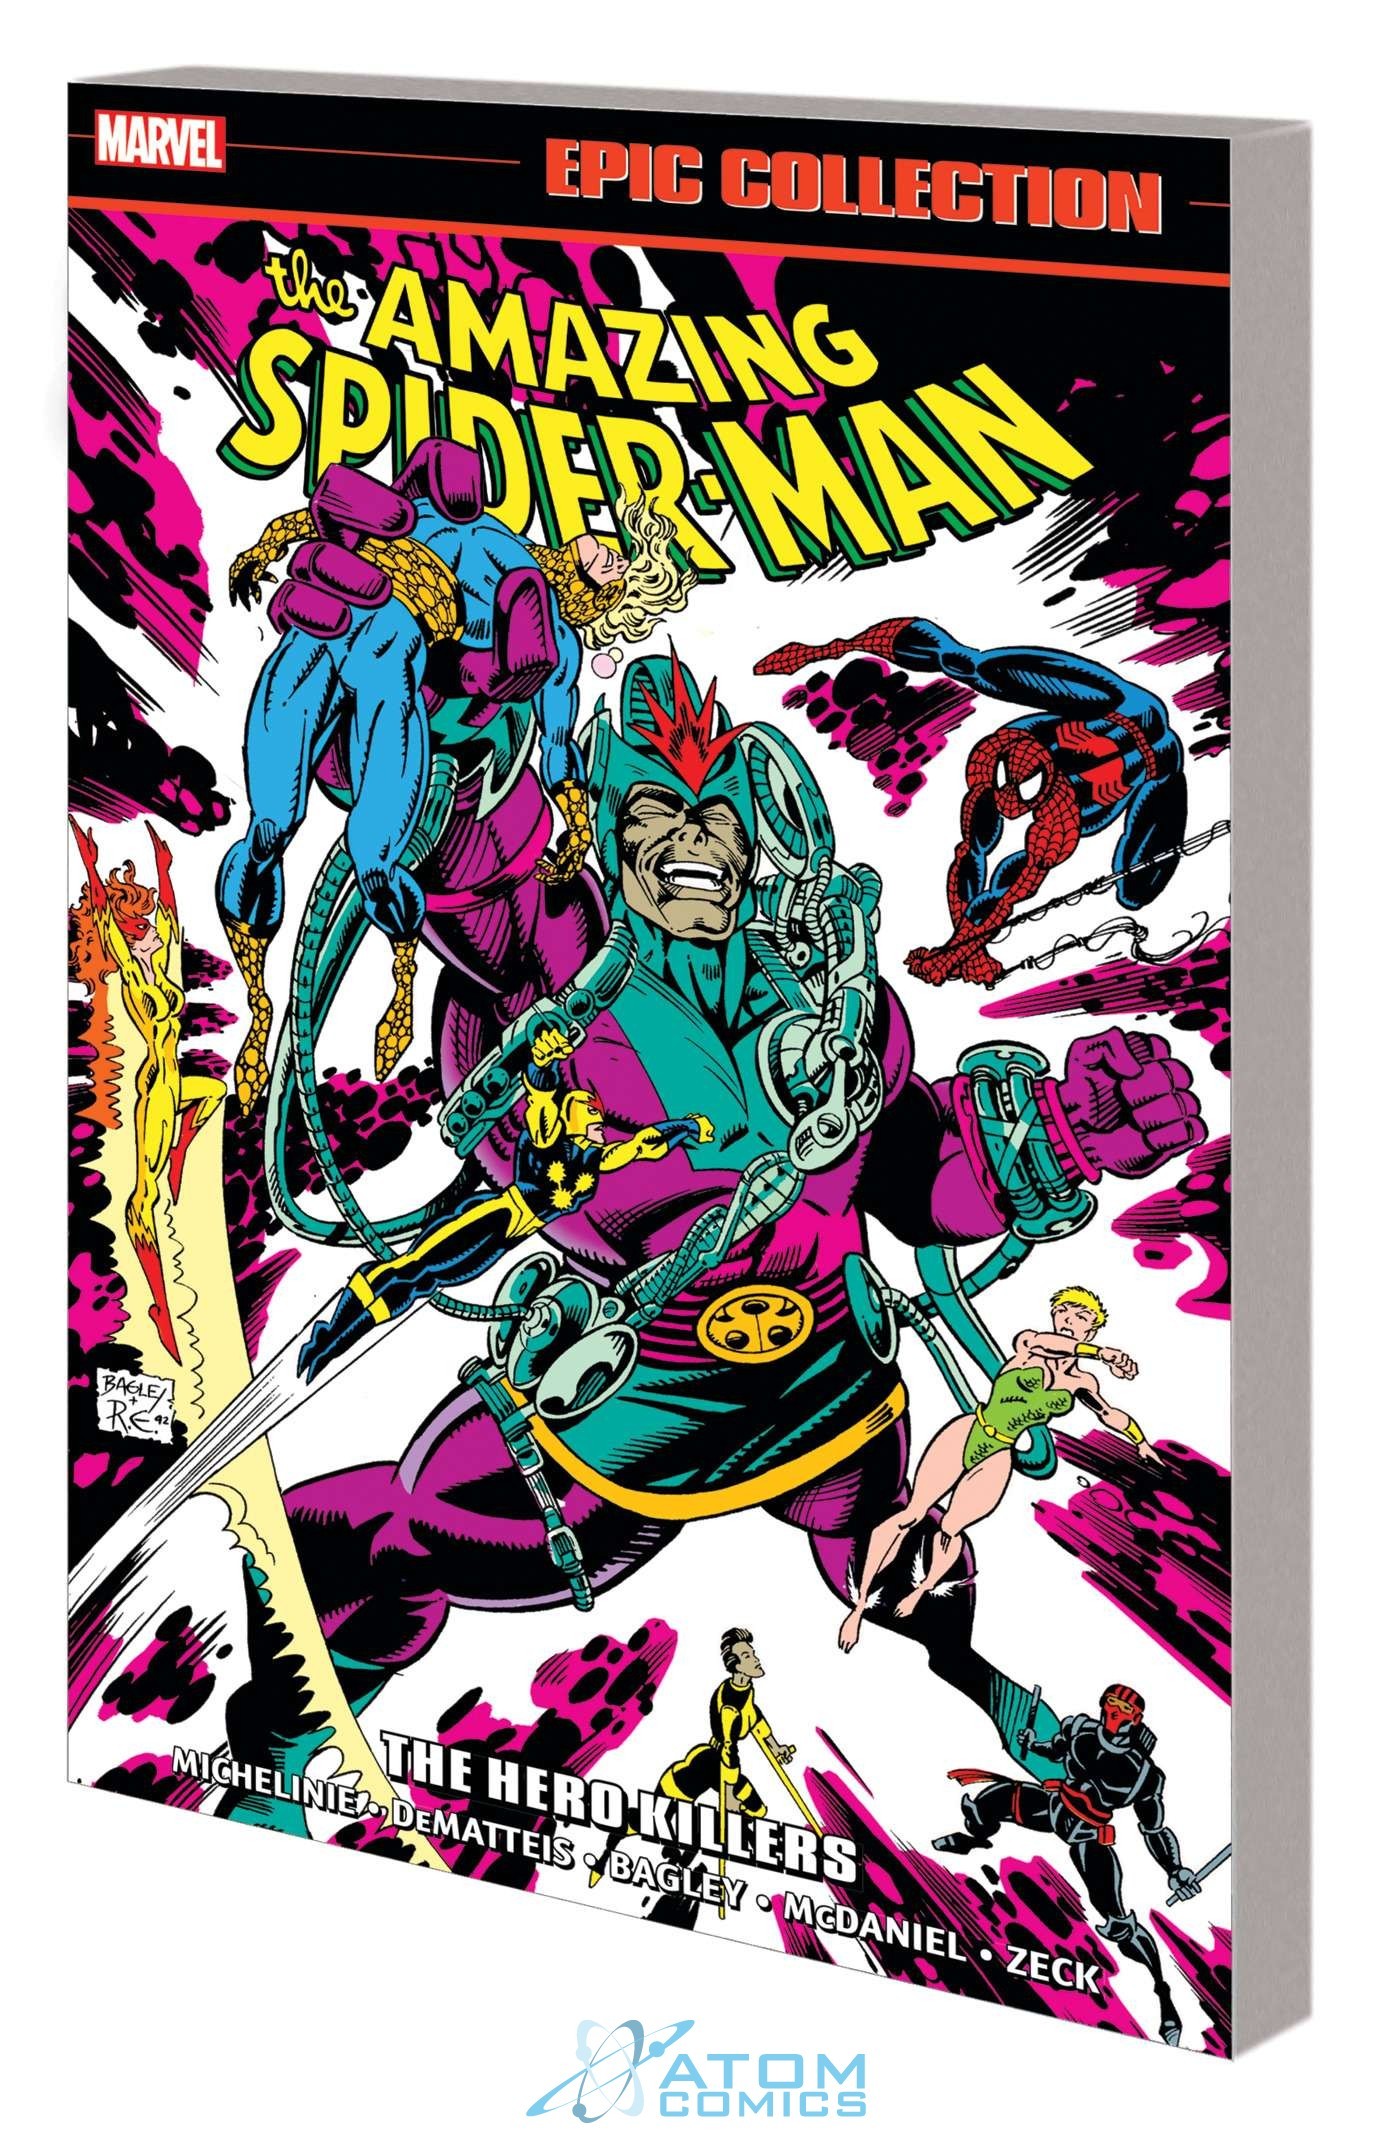 MARVEL
EPIC COLLECTION
the AMAZING
SPIDER-MAN
BAGLEY
+
R.E. 92
THE HERO KILLERS
MICHELINIE • DeMATTEIS • BAGLEY • McDANIEL • ZECK
ATOM
COMICS